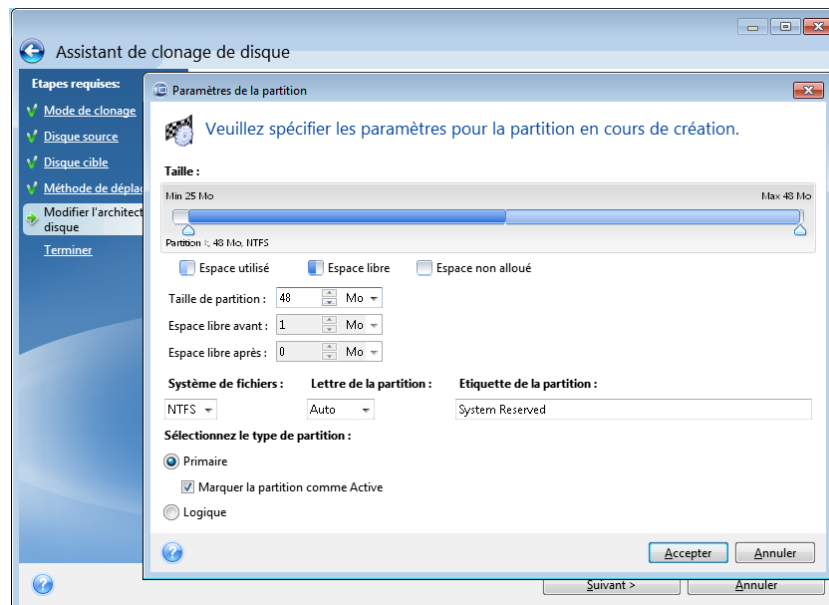 Assistant de clonage de disque
Etapes requises:
Mode de clonage
Disque source
Disque cible
Méthode de déplac
Modifier l'architect
disque
Terminer
Paramètres de la partition
Veuillez spécifier les paramètres pour la partition en cours de création.
Taille :
Min 25 Mo Max 48 Mo
Partition 48 Mo, NTFS
Espace utilisé Espace libre Espace non alloué
Taille de partition : 48 Mo
Espace libre avant : 1 Mo
Espace libre après : 0 Mo
Système de fichiers : Lettre de la partition : Etiquette de la partition :
NTFS Auto System Reserved
Sélectionnez le type de partition :
Primaire
Marquer la partition comme Active
Logique
Accepter Annuler
Suivant > Annuler